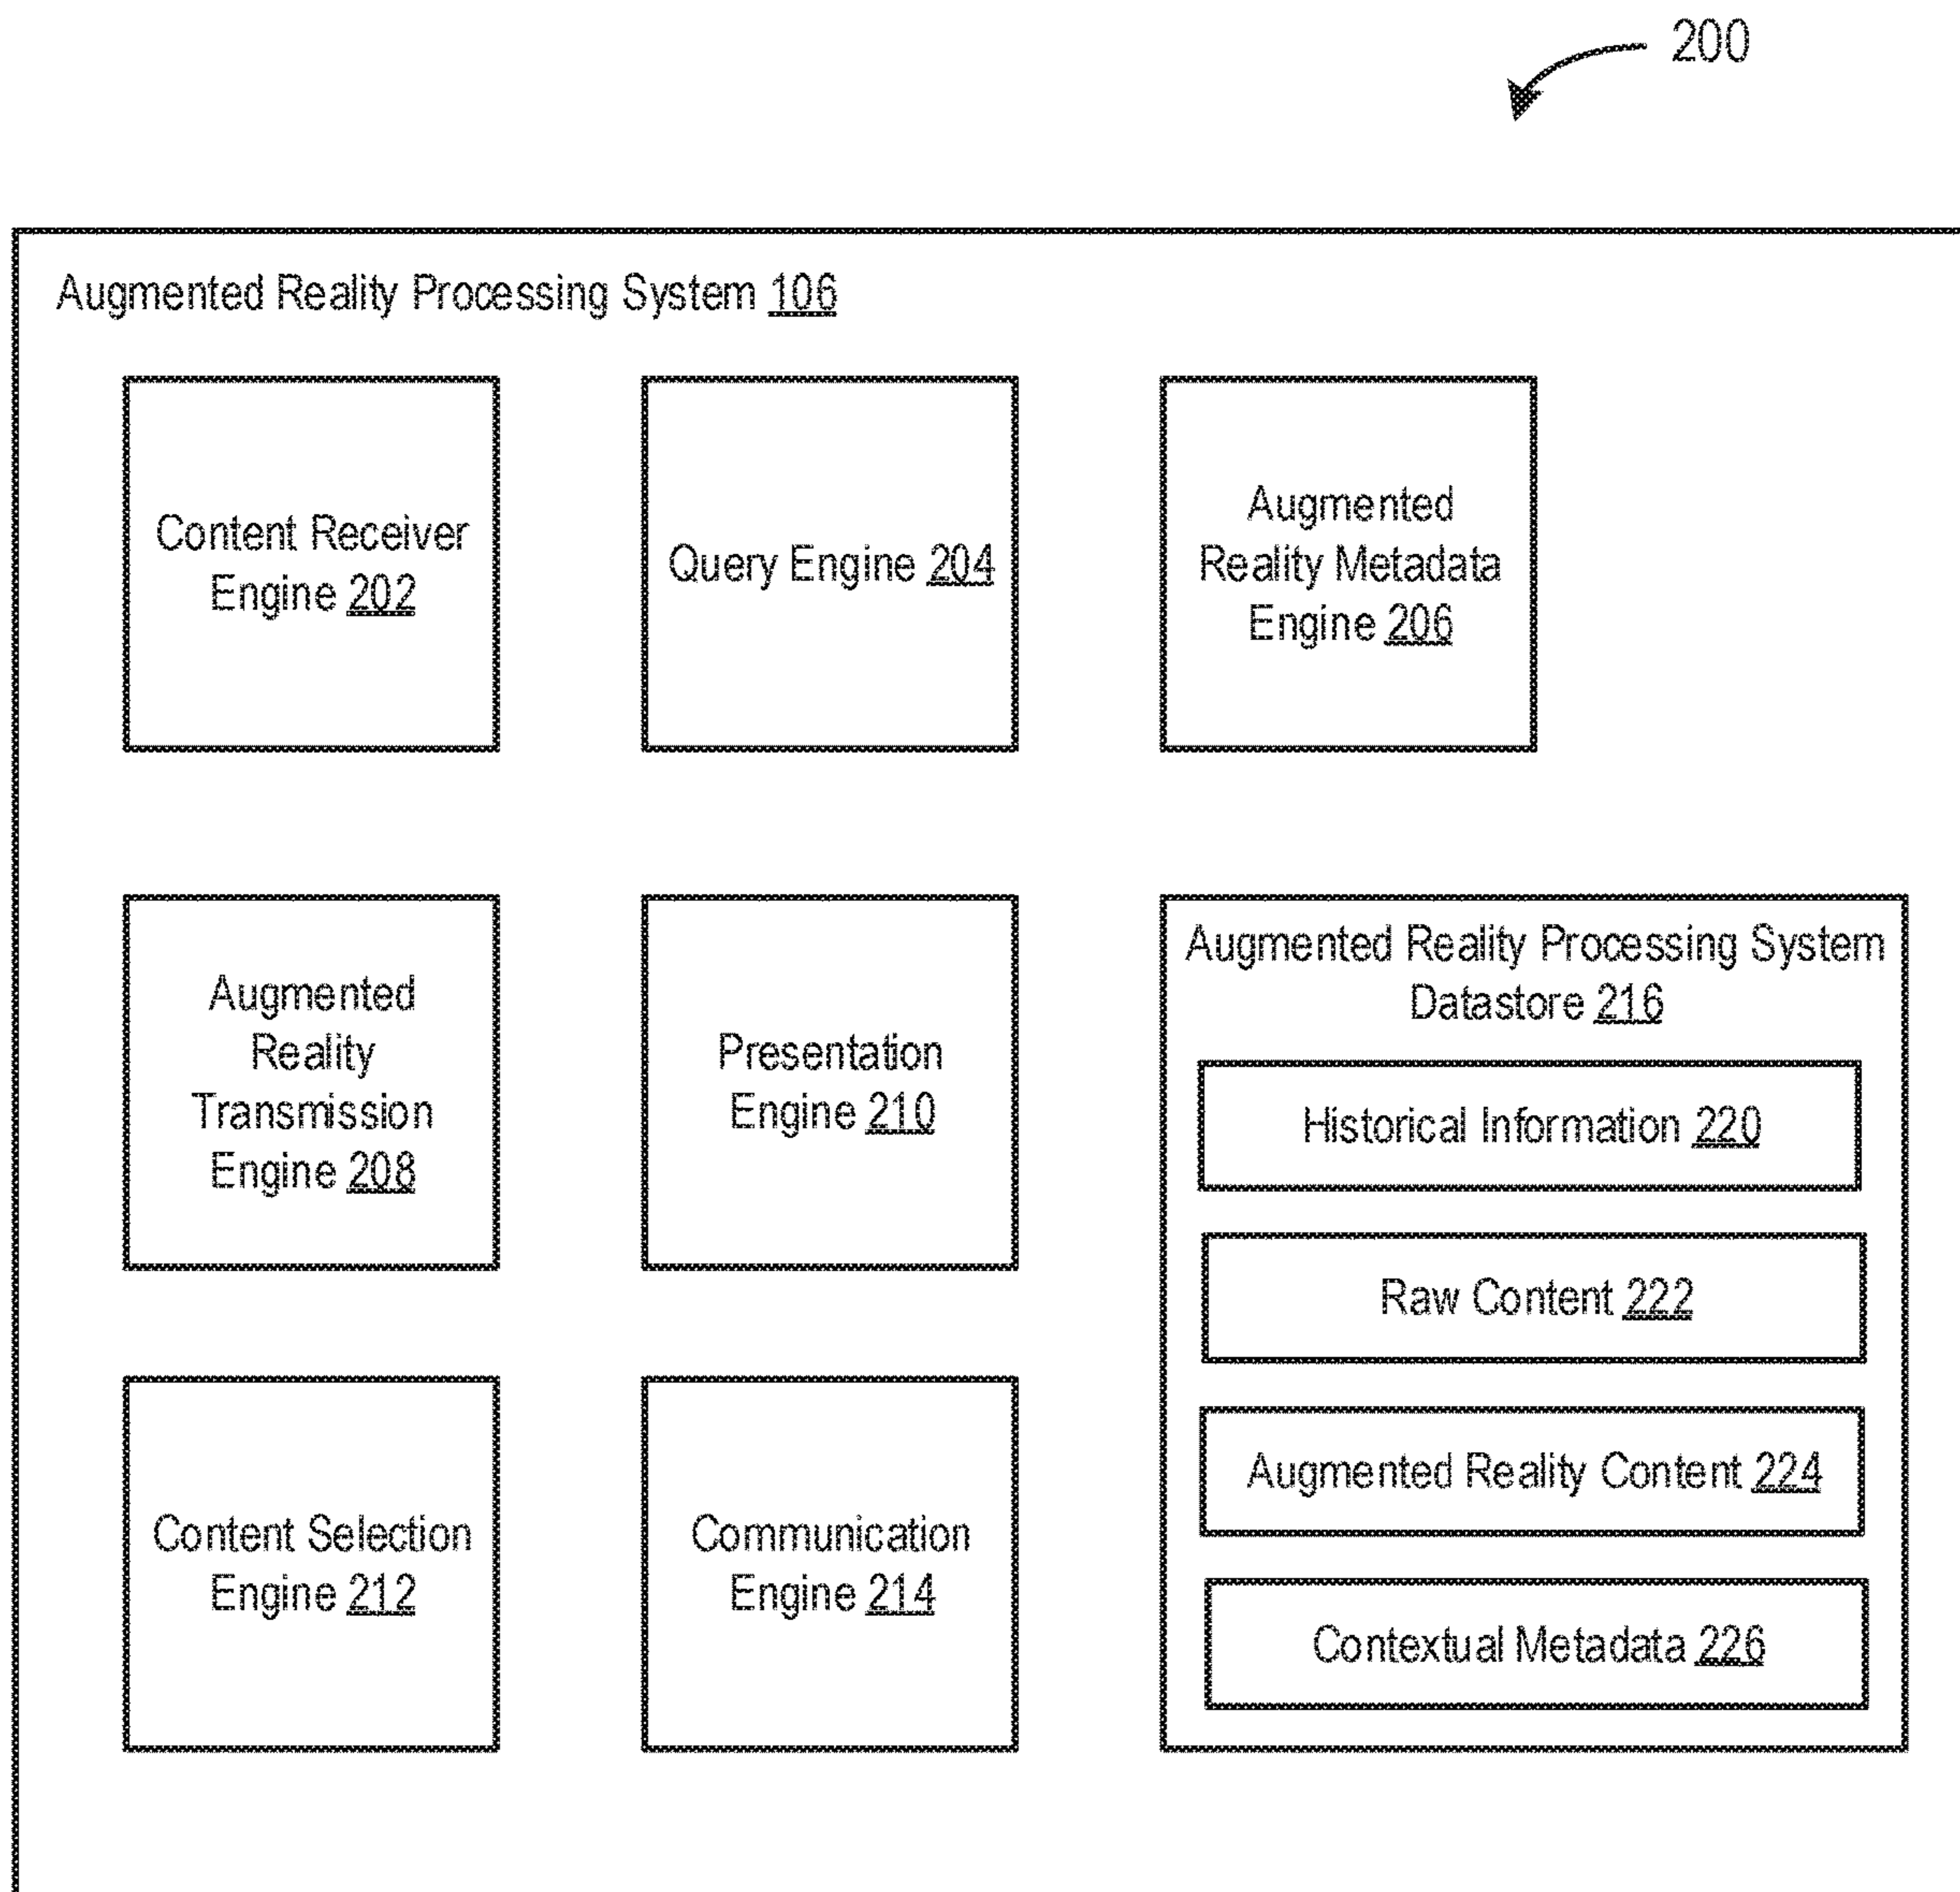 200
Augmented Reality Processing System 106
Content Receiver
Engine 202
Query Engine 204
Augmented
Reality Metadata
Engine 206
Augmented
Reality
Transmission
Engine 208
Presentation
Engine 210
Augmented Reality Processing System
Datastore 216
Historical Information 220
Raw Content 222
Augmented Reality Content 224
Contextual Metadata 226
Content Selection
Engine 212
Communication
Engine 214